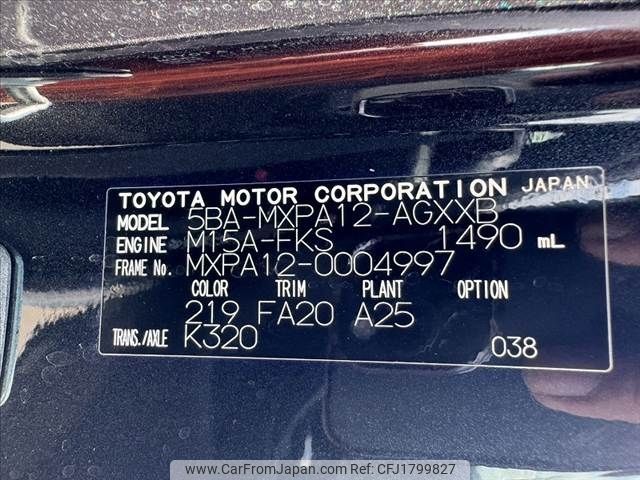 TOYOTA MOTOR CORPORATION JAPAN
MODEL 5BA-MXPA12-AGXXB
ENGINE M15A-FKS 1490 mL
FRAME No. MXPA12-0004997
COLOR TRIM PLANT OPTION
219 FA20 A25
TRANS./AXLE K320
038
www.CarFromJapan.com | Ref No: CFJ1799827